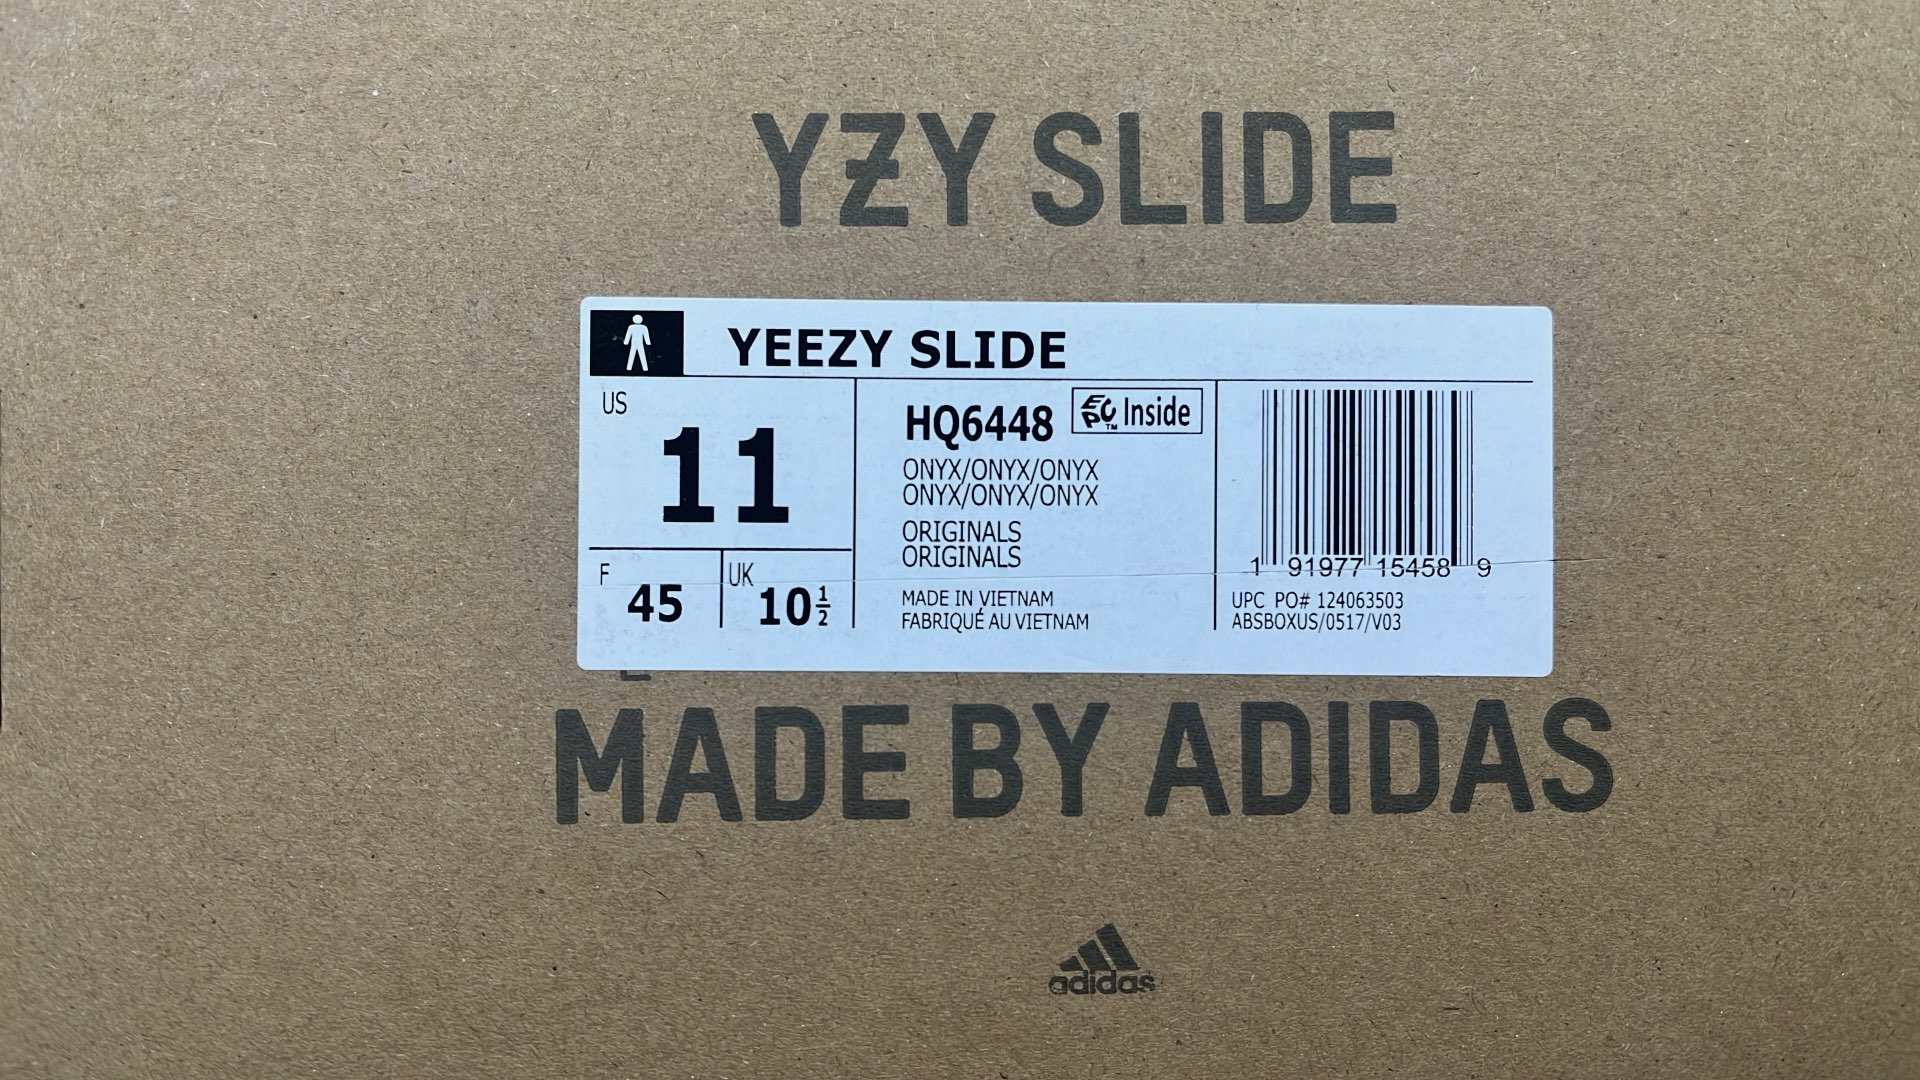 YZY SLIDE
YEEZY SLIDE
US
11
F
45
UK
10½
HQ6448
EPC™ Inside
ONYX/ONYX/ONYX
ONYX/ONYX/ONYX
ORIGINALS
ORIGINALS
MADE IN VIETNAM
FABRIQUÉ AU VIETNAM
1 91977 15458 9
UPC PO# 124063503
ABSBOXUS/0517/V03
MADE BY ADIDAS
adidas